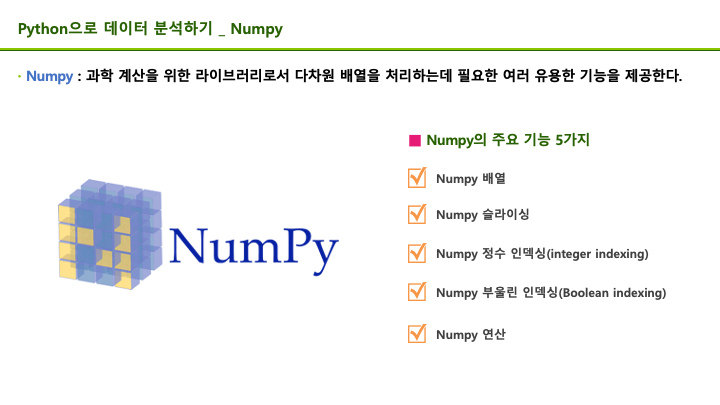 Python으로 데이터 분석하기 _ Numpy
· Numpy : 과학 계산을 위한 라이브러리로서 다차원 배열을 처리하는데 필요한 여러 유용한 기능을 제공한다.
Numpy의 주요 기능 5가지
Numpy 배열
Numpy 슬라이싱
NumPy
Numpy 정수 인덱싱(integer indexing)
Numpy 부울린 인덱싱(Boolean indexing)
Numpy 연산